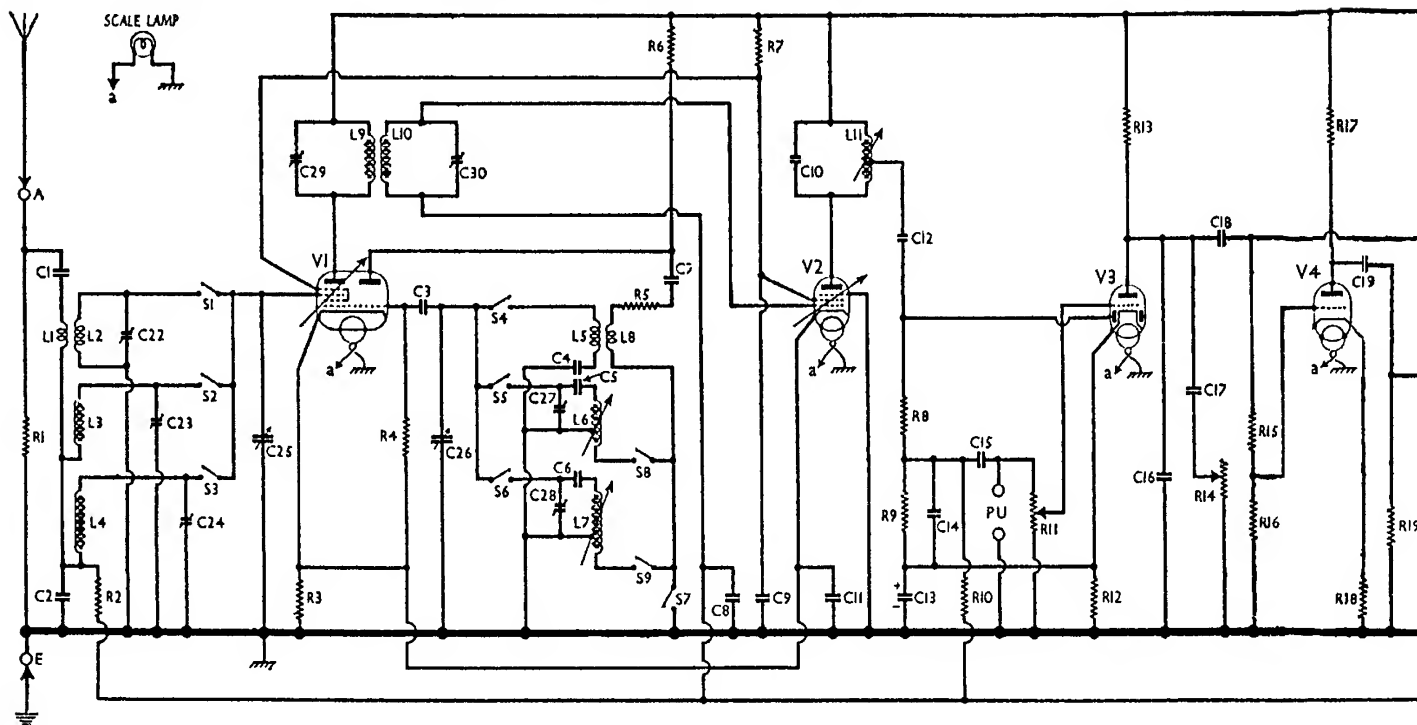 SCALE LAMP
a
A
E
C1
L1
L2
C22
S1
L3
C23
S2
L4
C24
S3
R1
C2
R2
C25
C29
L9
L10
C30
V1
a
R3
R4
C3
C26
S4
S5
S6
L5
L8
C4
C5
C27
L6
C6
C28
L7
S8
S9
S7
R5
C7
R6
R7
C8
C9
C10
L11
V2
a
C11
C12
R8
R9
C14
C13
R10
C15
PU
R11
R12
V3
a
R13
C16
C17
R14
C18
R15
R16
R17
V4
a
C19
R18
R19
+
−